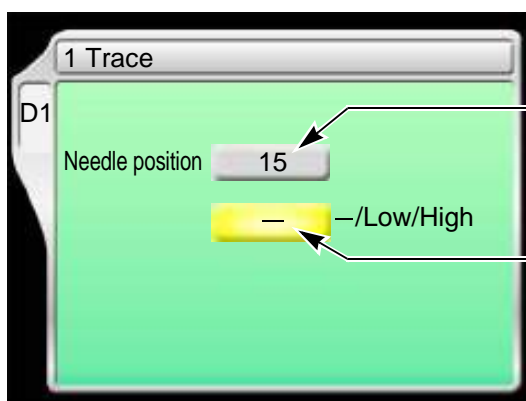 1 Trace
D1
Needle position 15
– –/Low/High